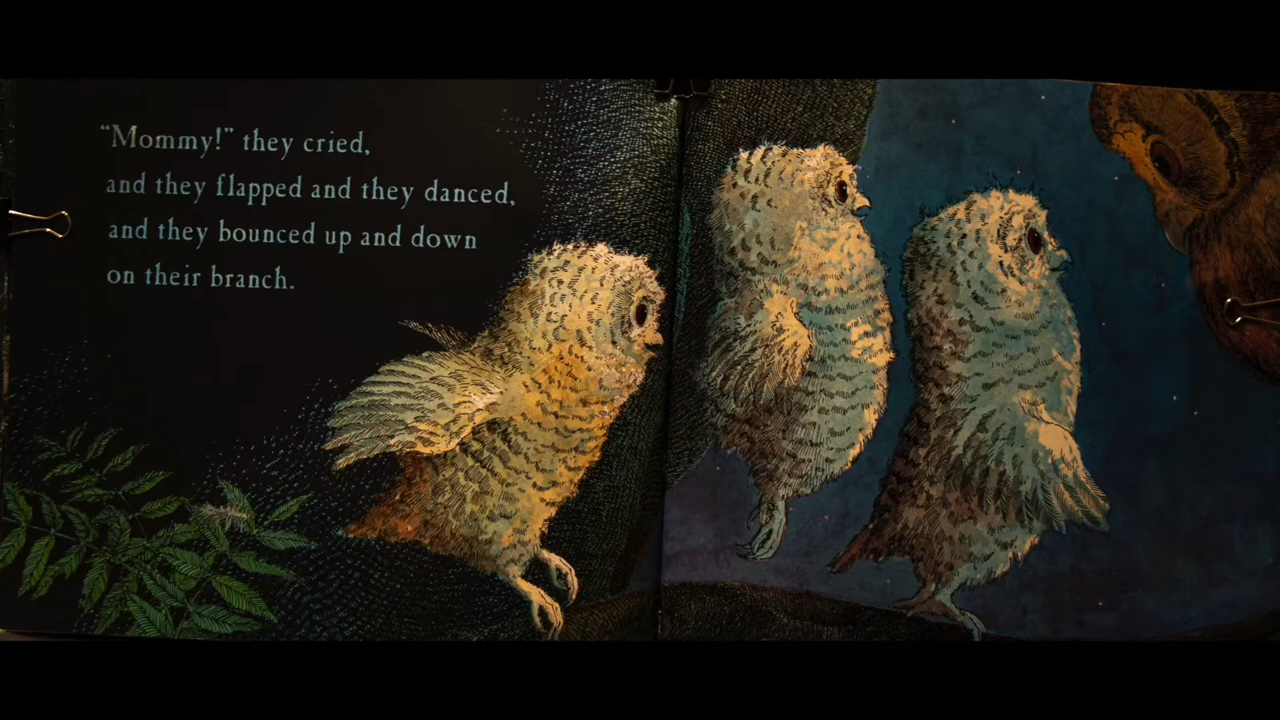 “Mommy!” they cried,
and they flapped and they danced,
and they bounced up and down
on their branch.